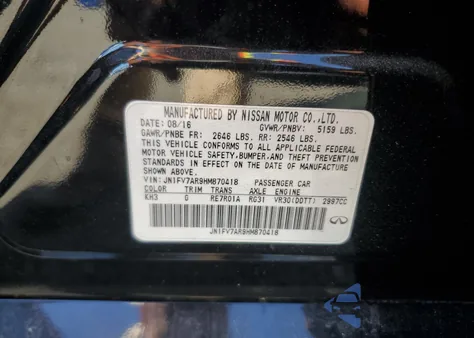 MANUFACTURED BY NISSAN MOTOR CO.,LTD.
DATE: 08/16 GVWR/PNBV: 5159 LBS.
GAWR/PNBE FR: 2646 LBS. RR: 2546 LBS.
THIS VEHICLE CONFORMS TO ALL APPLICABLE FEDERAL
MOTOR VEHICLE SAFETY,BUMPER,AND THEFT PREVENTION
STANDARDS IN EFFECT ON THE DATE OF MANUFACTURE
SHOWN ABOVE.
VIN: JN1FV7AR9HM870418 PASSENGER CAR
COLOR TRIM TRANS AXLE ENGINE
KH3 G RE7R01A RG31 VR30(DDTT) 2997CC
JN1FV7AR9HM870418